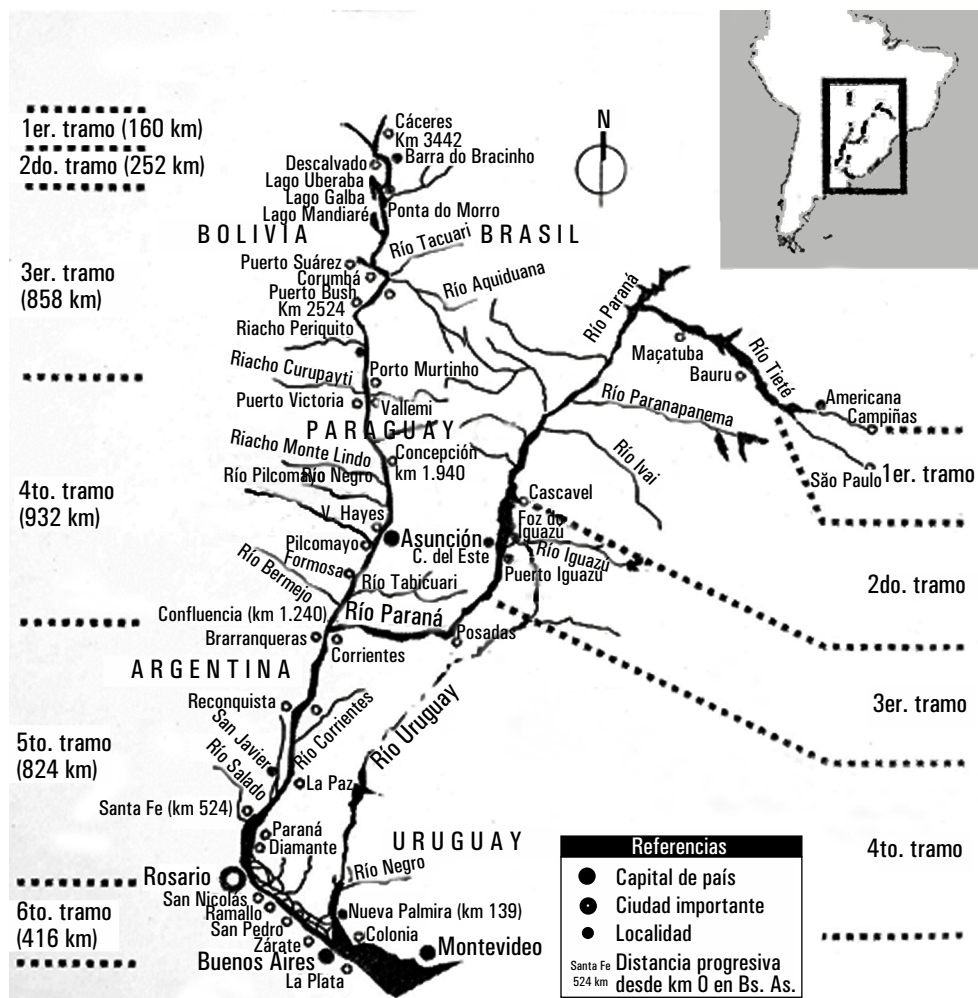 1er. tramo (160 km)
2do. tramo (252 km)
3er. tramo
(858 km)
4to. tramo
(932 km)
5to. tramo
(824 km)
6to. tramo
(416 km)
N
Cáceres
Km 3442
Descalvado
Barra do Bracinho
Lago Uberaba
Lago Galba
Lago Mandiaré
Ponta do Morro
BOLIVIA
BRASIL
Río Tacuari
Puerto Suárez
Corumbá
Río Aquiduana
Puerto Bush
Km 2524
Riacho Periquito
Río Paraná
Maçatuba
Bauru
Río Tieté
Riacho Curupayti
Porto Murtinho
Puerto Victoria
Vallemi
Río Paranapanema
Americana
Campiñas
PARAGUAY
Riacho Monte Lindo
Concepción
km 1.940
Río Pilcomayo
Río Negro
Río Ivai
São Paulo
1er. tramo
V. Hayes
Cascavel
Pilcomayo
Asunción
Foz do
Iguazú
C. del Este
Río Iguazú
Formosa
Río Bermejo
Río Tabicuari
Puerto Iguazú
2do. tramo
Confluencia (km 1.240)
Río Paraná
Brarranqueras
Corrientes
Posadas
ARGENTINA
3er. tramo
Reconquista
San Javier
Río Corrientes
Río Uruguay
Río Salado
La Paz
Santa Fe (km 524)
Paraná
Diamante
URUGUAY
4to. tramo
Rosario
Río Negro
San Nicolás
Ramallo
San Pedro
Zárate
Nueva Palmira (km 139)
Colonia
Buenos Aires
Montevideo
La Plata
Referencias
Capital de país
Ciudad importante
Localidad
Santa Fe
524 km
Distancia progresiva
desde km 0 en Bs. As.